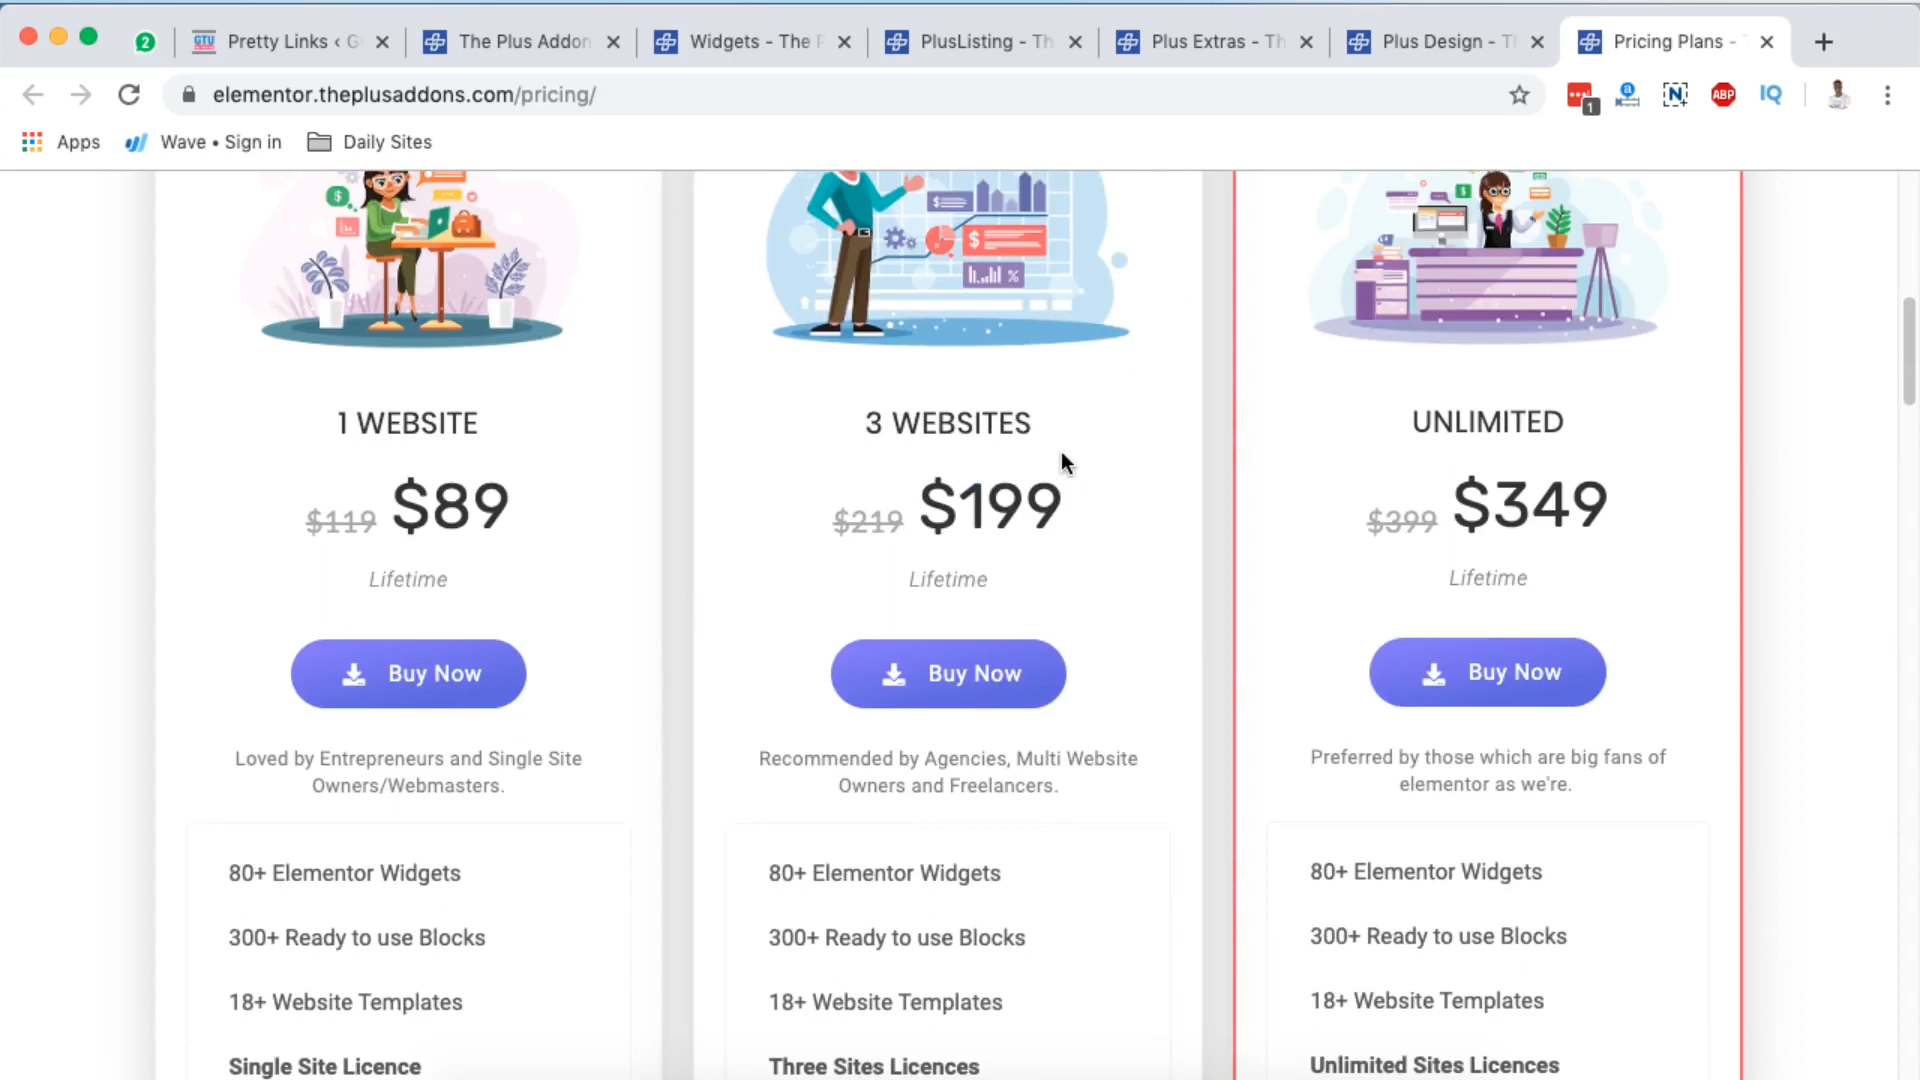 2
Pretty Links ‹ G
The Plus Addon
Widgets - The P
PlusListing - Th
Plus Extras - Th
Plus Design - Th
Pricing Plans -
elementor.theplusaddons.com/pricing/
1
ABP
IQ
Apps
Wave • Sign in
Daily Sites
1 WEBSITE
$119 $89
Lifetime
Buy Now
Loved by Entrepreneurs and Single Site
Owners/Webmasters.
80+ Elementor Widgets
300+ Ready to use Blocks
18+ Website Templates
Single Site Licence
3 WEBSITES
$219 $199
Lifetime
Buy Now
Recommended by Agencies, Multi Website
Owners and Freelancers.
80+ Elementor Widgets
300+ Ready to use Blocks
18+ Website Templates
Three Sites Licences
UNLIMITED
$399 $349
Lifetime
Buy Now
Preferred by those which are big fans of
elementor as we're.
80+ Elementor Widgets
300+ Ready to use Blocks
18+ Website Templates
Unlimited Sites Licences